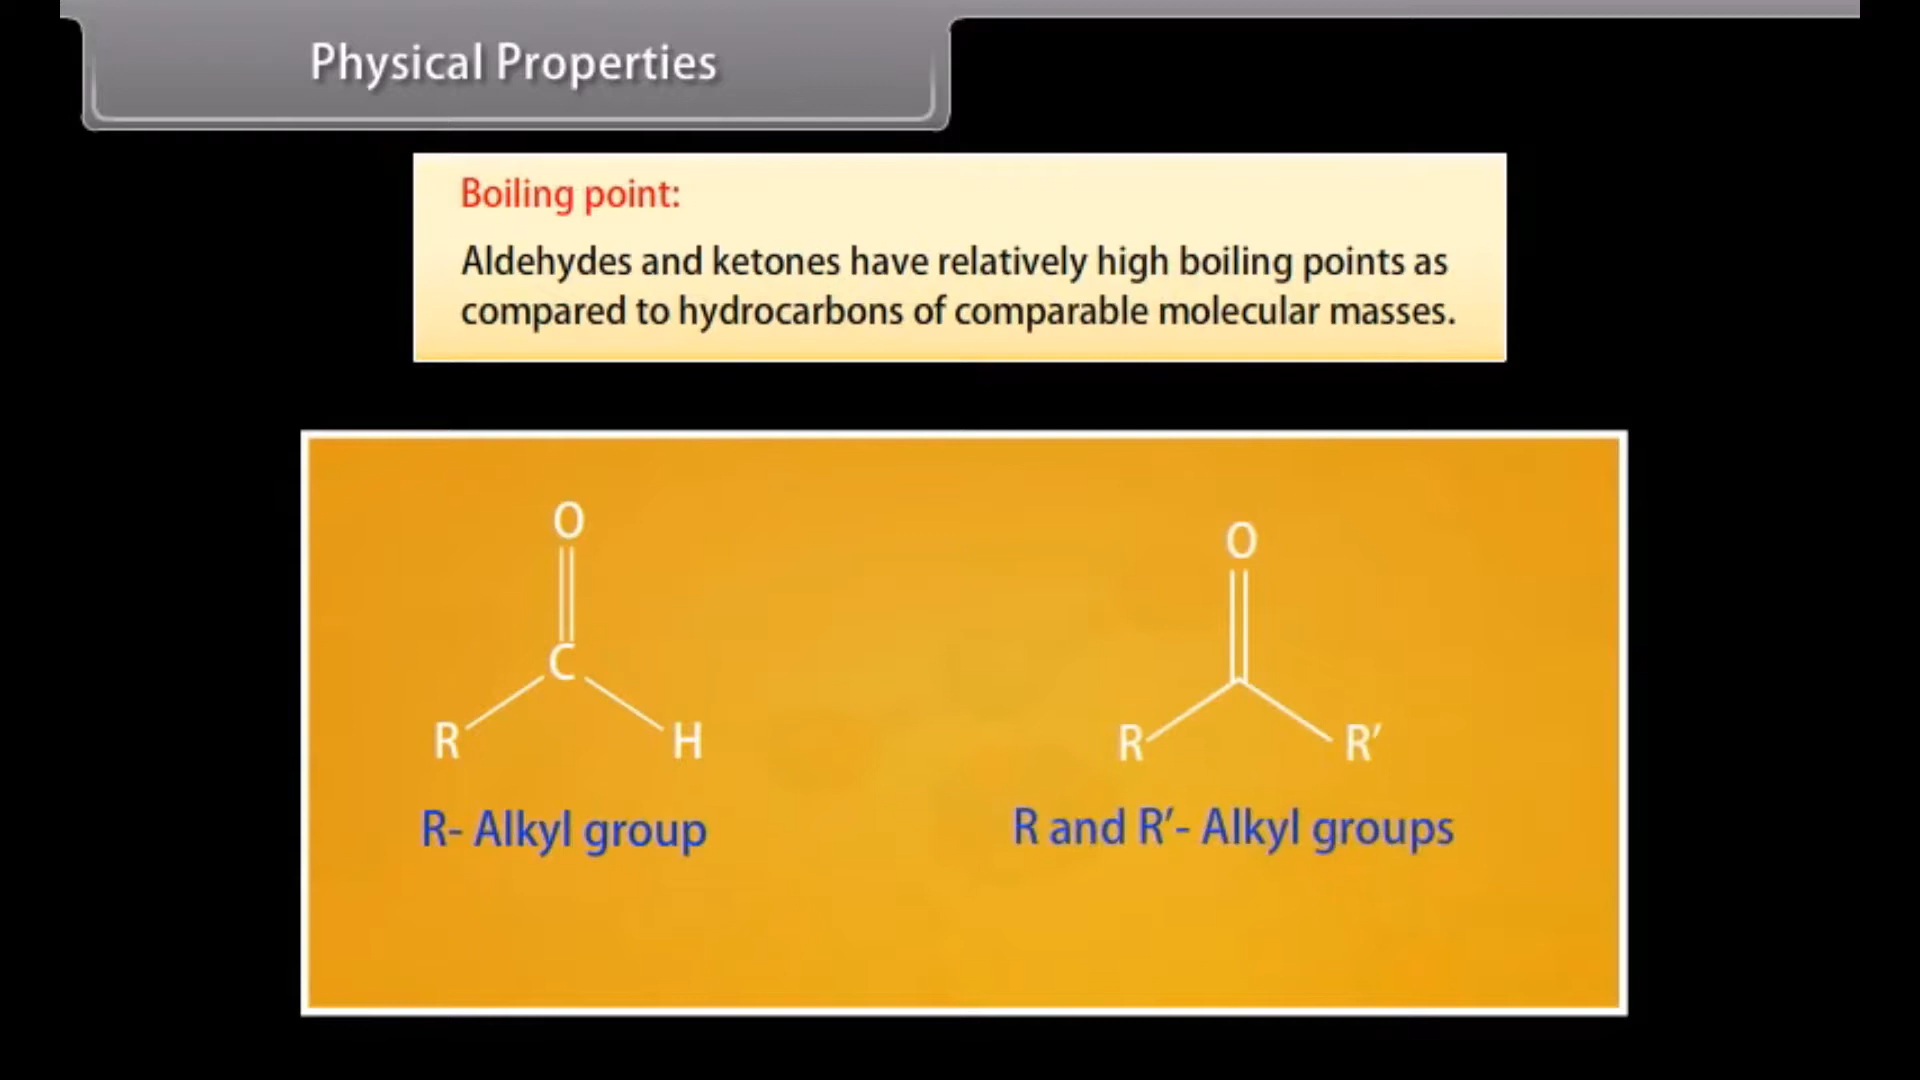 Physical Properties
Boiling point:
Aldehydes and ketones have relatively high boiling points as
compared to hydrocarbons of comparable molecular masses.
O
C
R H
R- Alkyl group
O
R R′
R and R′- Alkyl groups